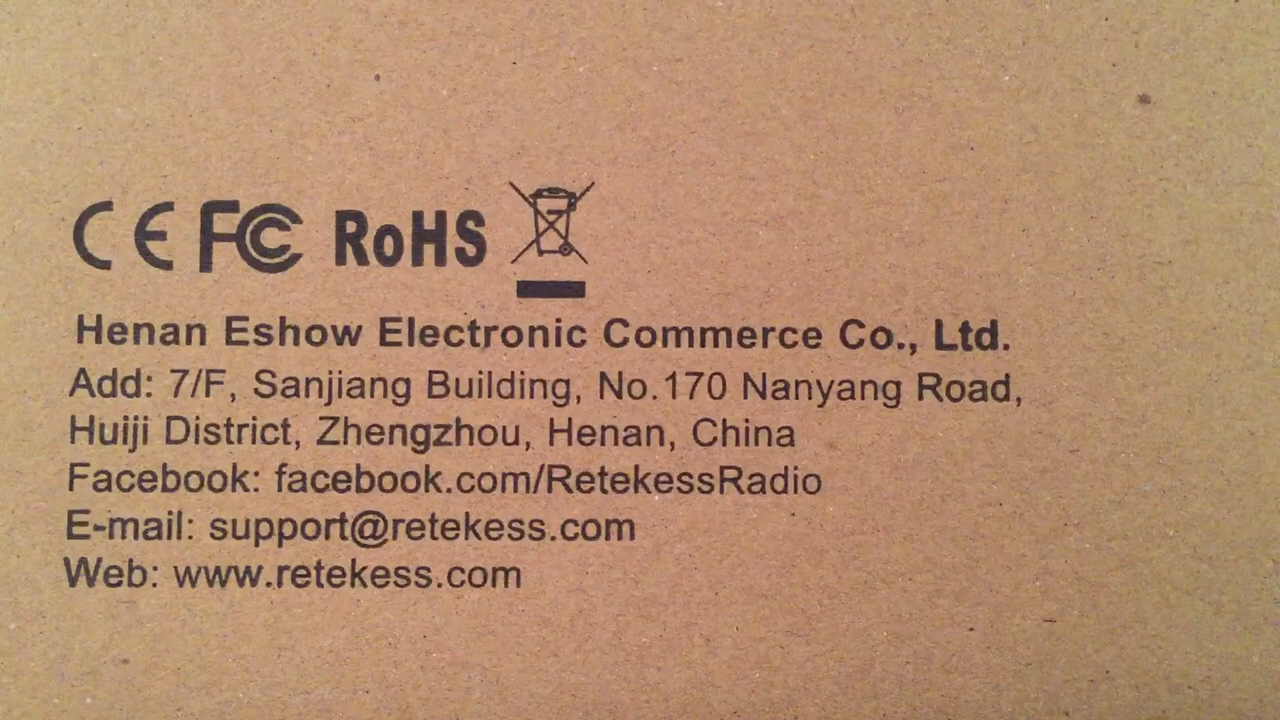 CE FC RoHS
Henan Eshow Electronic Commerce Co., Ltd.
Add: 7/F, Sanjiang Building, No.170 Nanyang Road,
Huiji District, Zhengzhou, Henan, China
Facebook: facebook.com/RetekessRadio
E-mail: support@retekess.com
Web: www.retekess.com